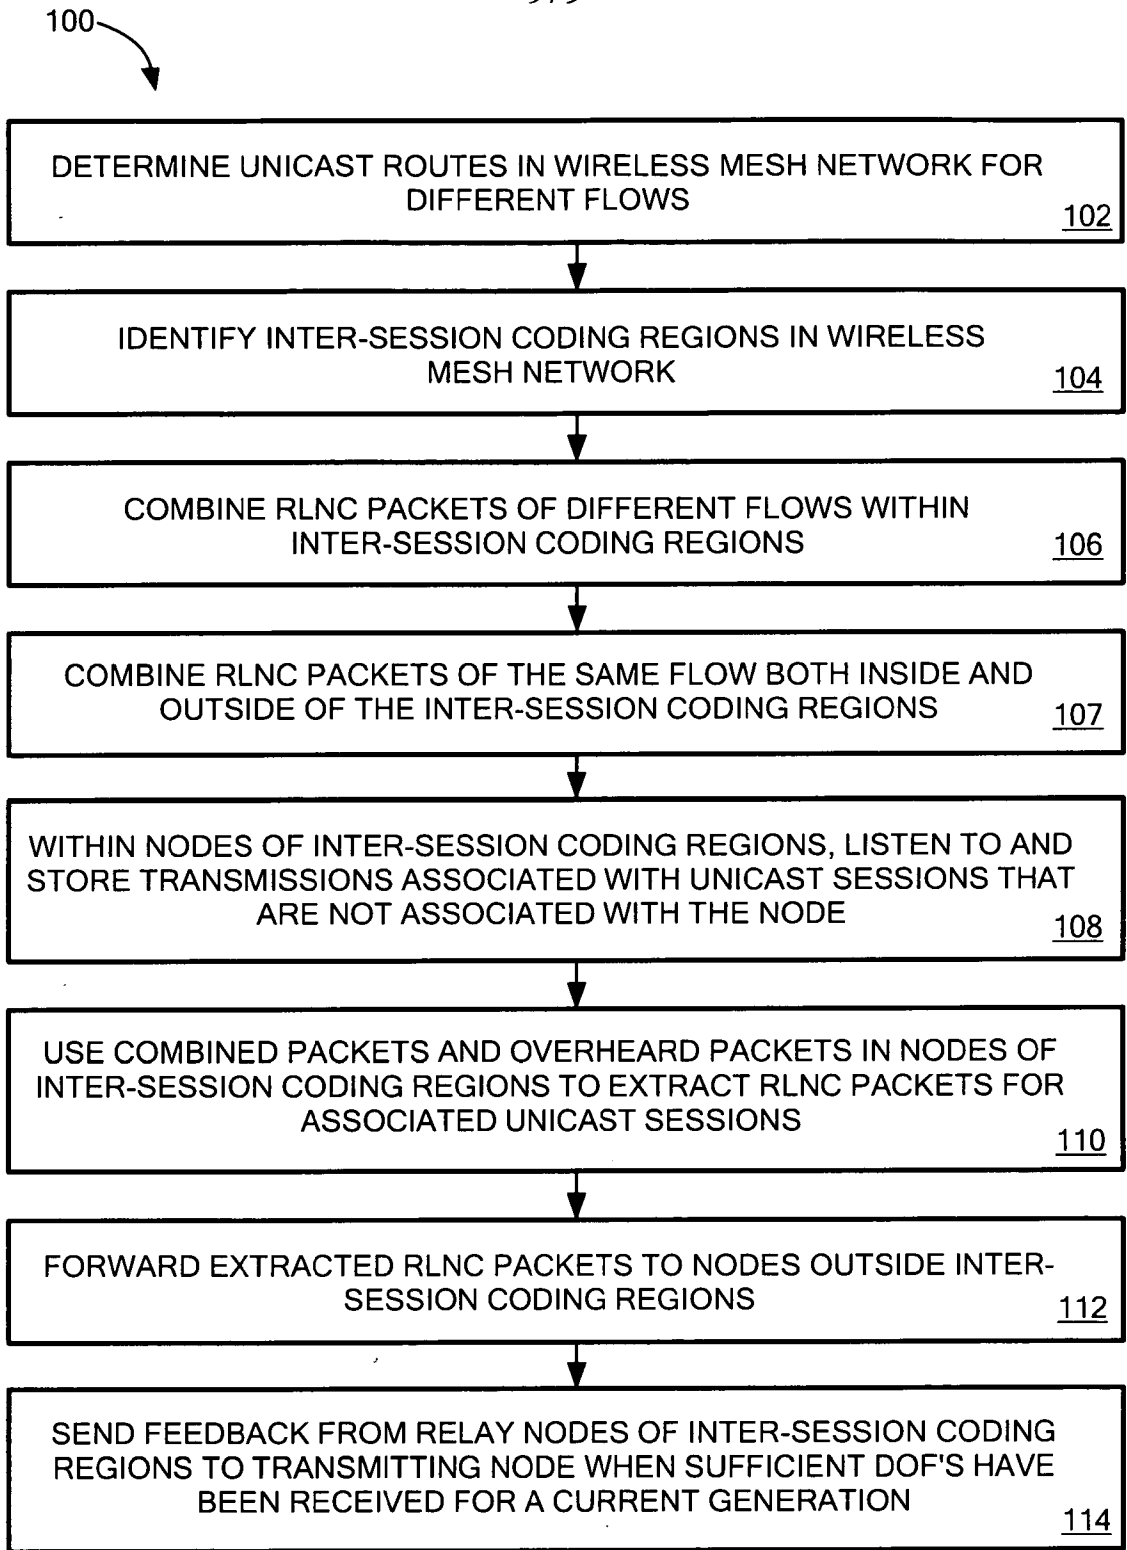 100
DETERMINE UNICAST ROUTES IN WIRELESS MESH NETWORK FOR
DIFFERENT FLOWS
102
IDENTIFY INTER-SESSION CODING REGIONS IN WIRELESS
MESH NETWORK
104
COMBINE RLNC PACKETS OF DIFFERENT FLOWS WITHIN
INTER-SESSION CODING REGIONS
106
COMBINE RLNC PACKETS OF THE SAME FLOW BOTH INSIDE AND
OUTSIDE OF THE INTER-SESSION CODING REGIONS
107
WITHIN NODES OF INTER-SESSION CODING REGIONS, LISTEN TO AND
STORE TRANSMISSIONS ASSOCIATED WITH UNICAST SESSIONS THAT
ARE NOT ASSOCIATED WITH THE NODE
108
USE COMBINED PACKETS AND OVERHEARD PACKETS IN NODES OF
INTER-SESSION CODING REGIONS TO EXTRACT RLNC PACKETS FOR
ASSOCIATED UNICAST SESSIONS
110
FORWARD EXTRACTED RLNC PACKETS TO NODES OUTSIDE INTER-
SESSION CODING REGIONS
112
SEND FEEDBACK FROM RELAY NODES OF INTER-SESSION CODING
REGIONS TO TRANSMITTING NODE WHEN SUFFICIENT DOF'S HAVE
BEEN RECEIVED FOR A CURRENT GENERATION
114